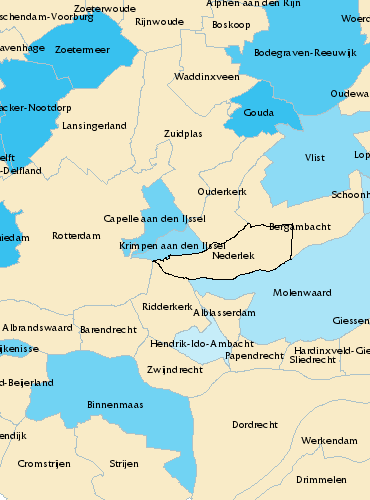 Zoeterwoude
Alphen aan den Rijn
schendam-Voorburg
Rijnwoude
Boskoop
Woerd
avenhage
Zoetermeer
Bodegraven-Reeuwijk
Waddinxveen
Oudewa
acker-Nootdorp
Gouda
Lansingerland
Zuidplas
elft
Vlist
Lop
-Delfland
Ouderkerk
Schoonh
Capelle aan den IJssel
Bergambacht
iedam
Rotterdam
Krimpen aan den IJssel
Nederlek
Molenwaard
Ridderkerk
Alblasserdam
Giessen
Albrandswaard
Barendrecht
Hendrik-Ido-Ambacht
ijkenisse
Papendrecht
Hardinxveld-Gie
Sliedrecht
Zwijndrecht
d-Beijerland
Binnenmaas
Dordrecht
endijk
Werkendam
Cromstrijen
Strijen
Drimmelen